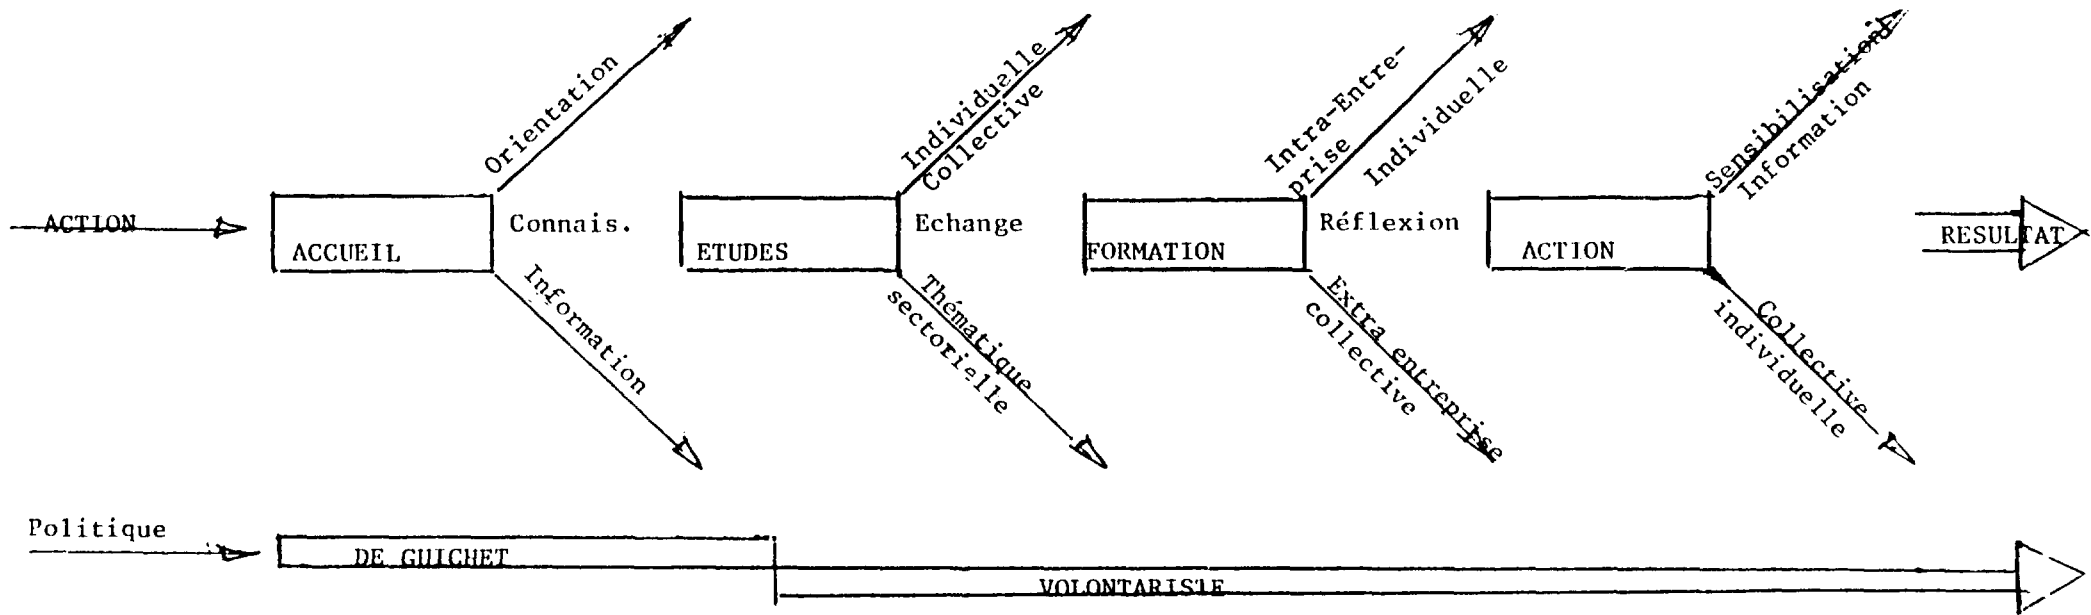 ACTION
ACCUEIL
Orientation
Connais.
Information
ETUDES
Individuelle
Collective
Echange
Thématique
sectorielle
FORMATION
Intra-Entre-
prise
Individuelle
Réflexion
Extra entreprise
collective
ACTION
Sensibilisation
Information
Collective
individuelle
RESULTAT
Politique
DE GUICHET
VOLONTARISTE